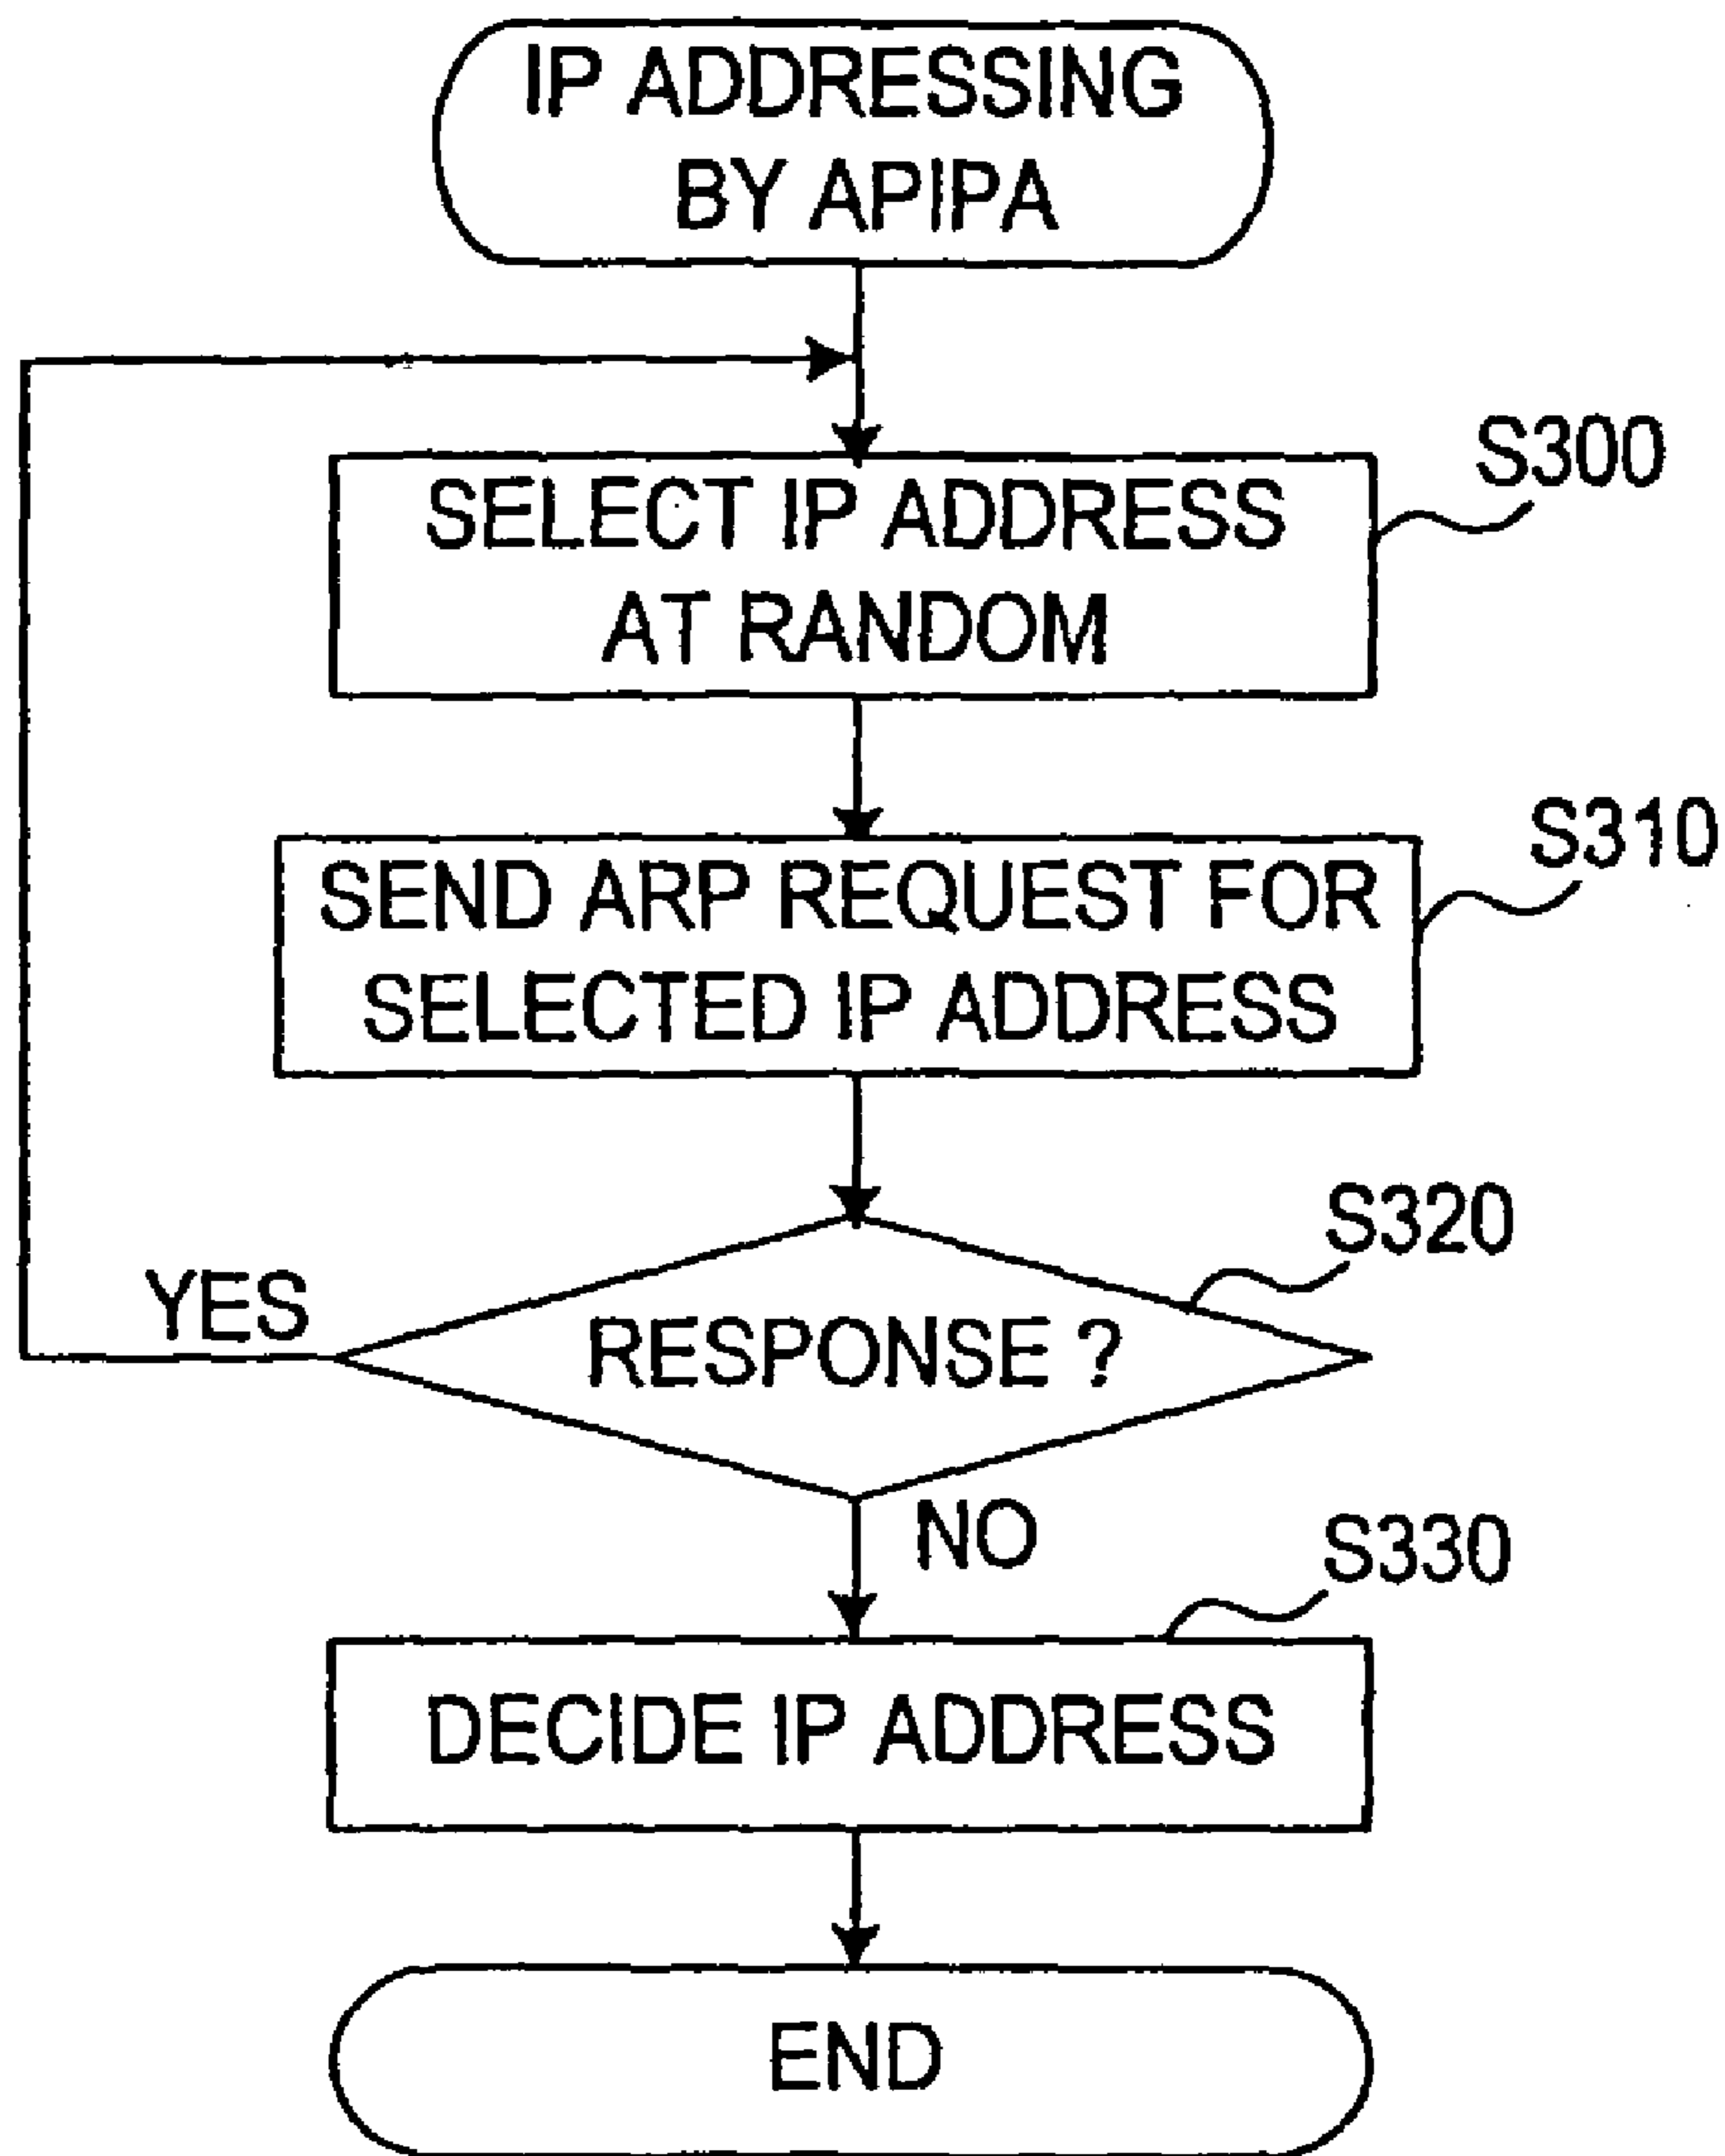 IP ADDRESSING
BY APIPA
S300
SELECT IP ADDRESS
AT RANDOM
S310
SEND ARP REQUEST FOR
SELECTED IP ADDRESS
S320
YES
RESPONSE ?
NO
S330
DECIDE IP ADDRESS
END